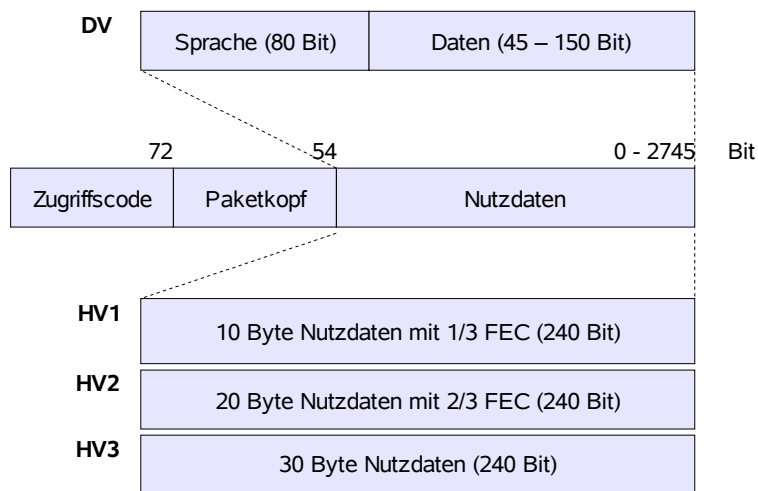 DV
Sprache (80 Bit) Daten (45 – 150 Bit)
72 54 0 - 2745 Bit
Zugriffscode Paketkopf Nutzdaten
HV1
10 Byte Nutzdaten mit 1/3 FEC (240 Bit)
HV2
20 Byte Nutzdaten mit 2/3 FEC (240 Bit)
HV3
30 Byte Nutzdaten (240 Bit)